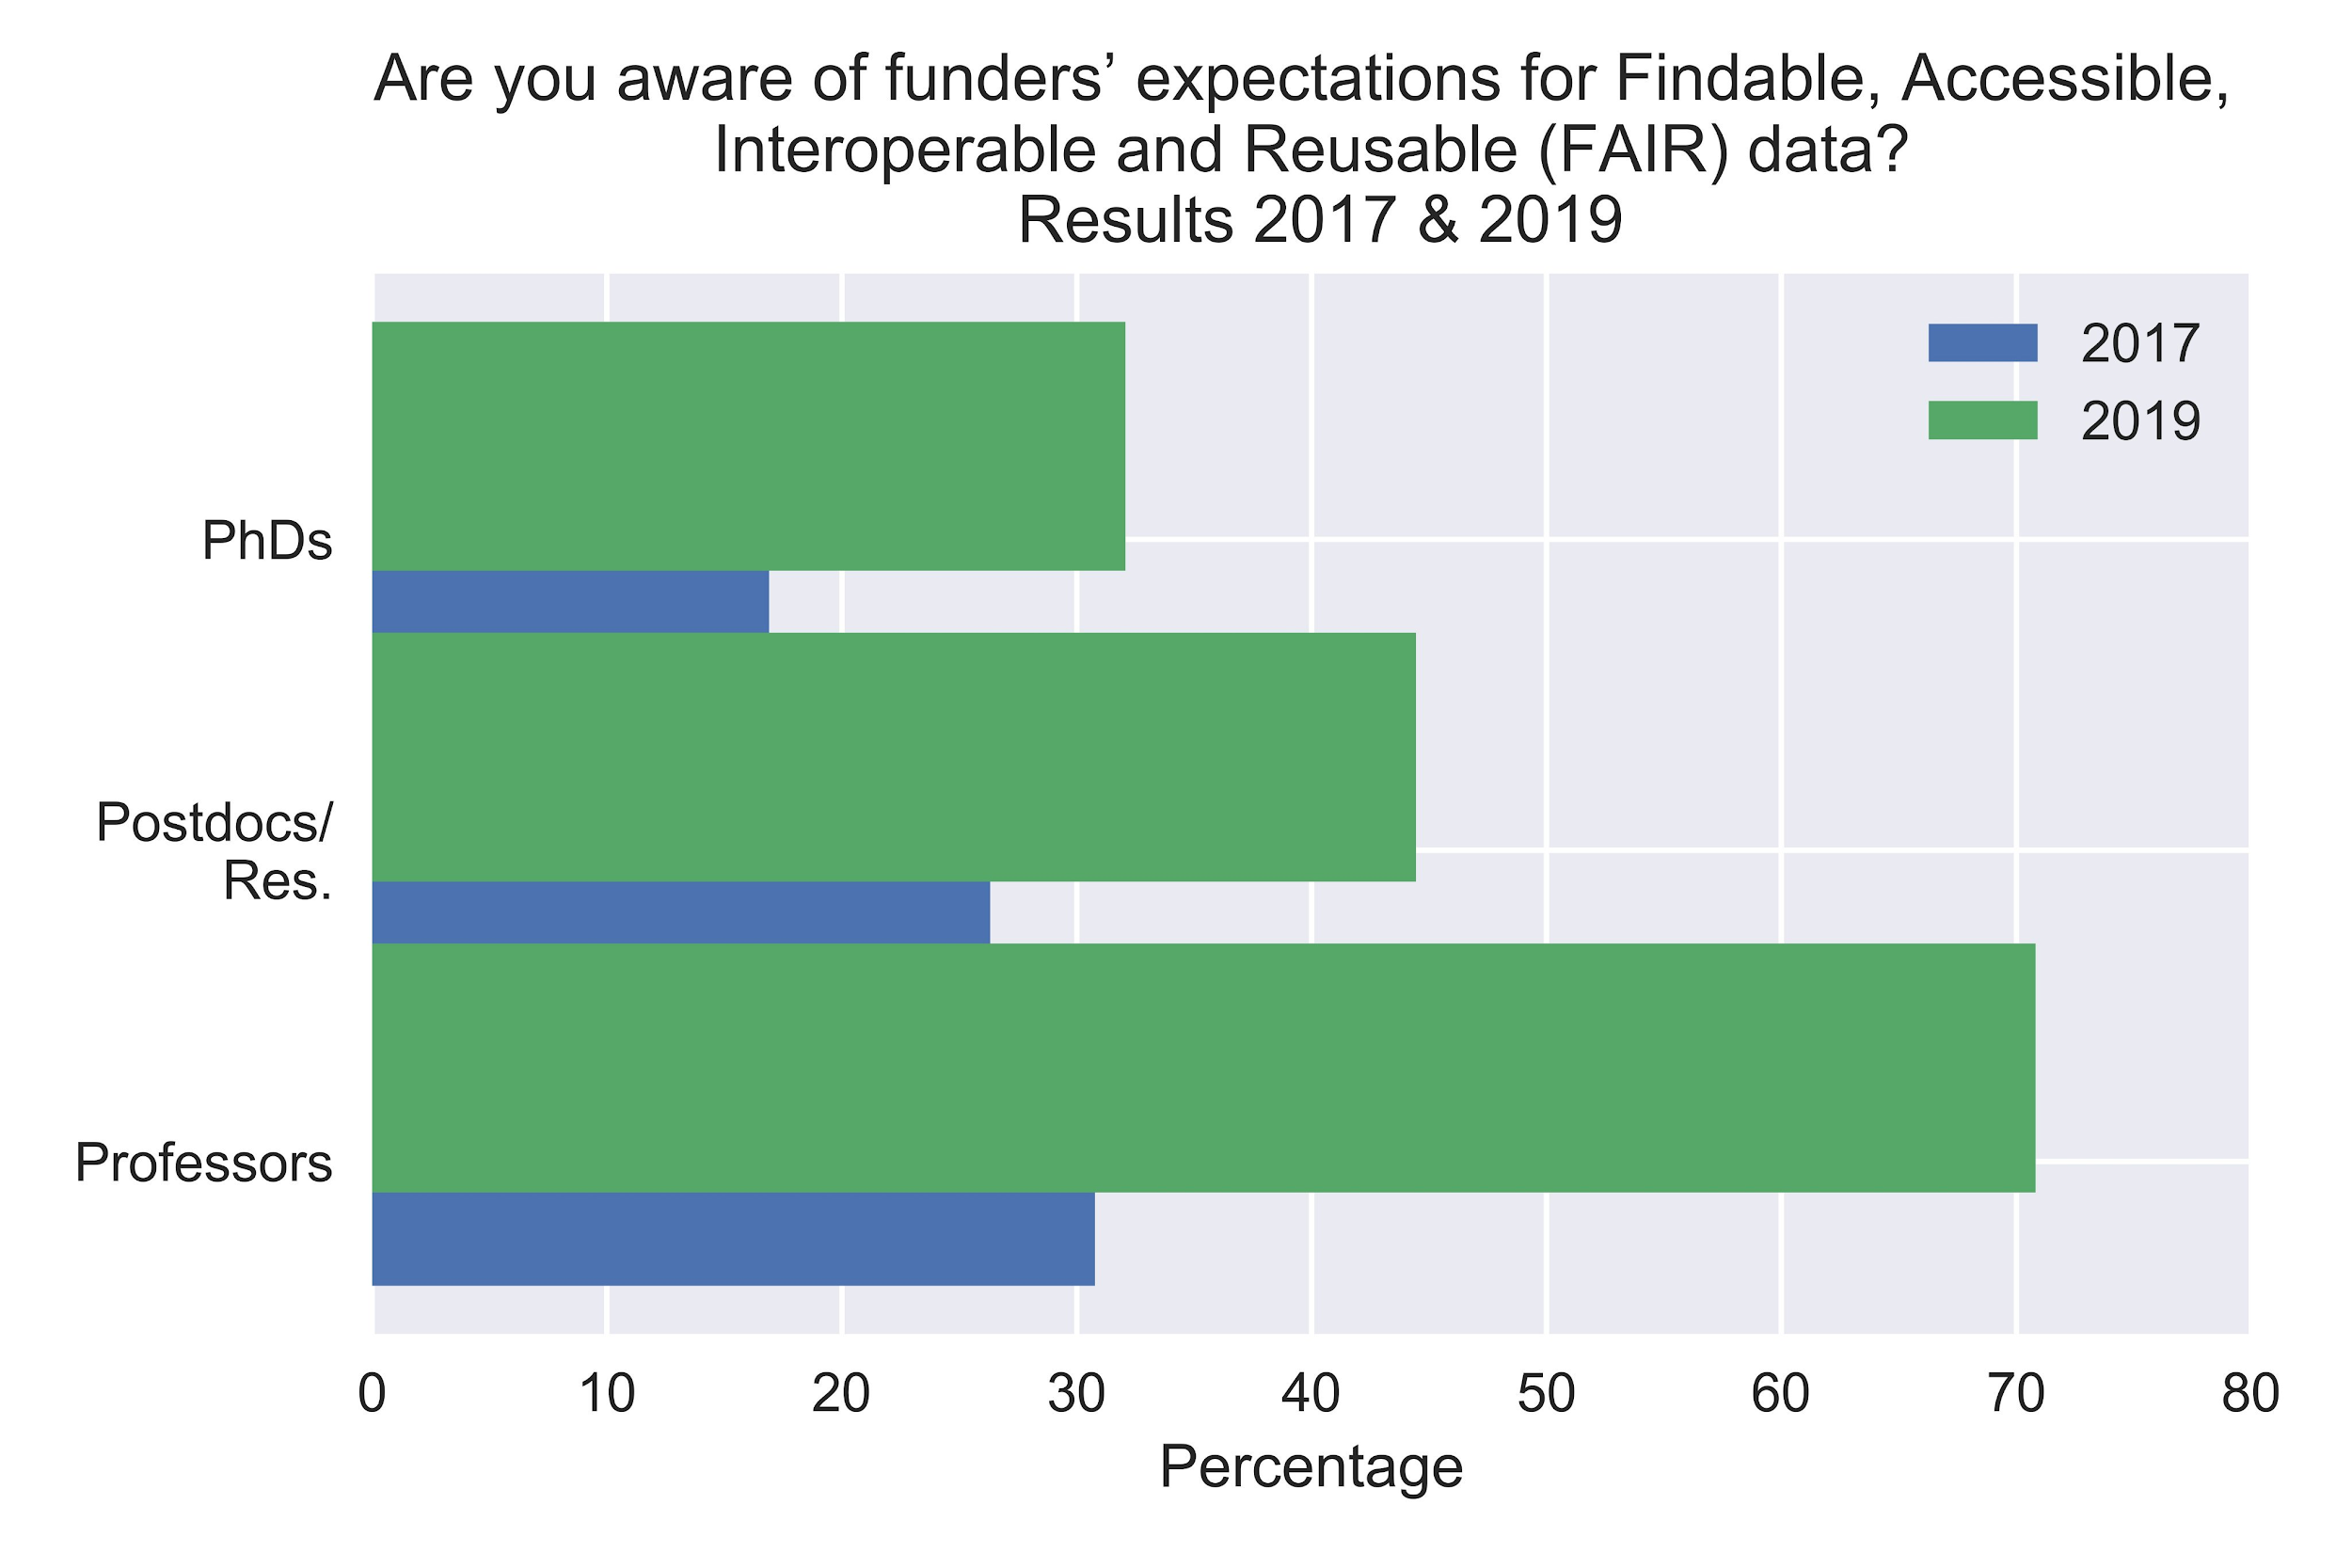 Are you aware of funders’ expectations for Findable, Accessible,
Interoperable and Reusable (FAIR) data?
Results 2017 & 2019
2017
2019
PhDs
Postdocs/
Res.
Professors
0 10 20 30 40 50 60 70 80
Percentage